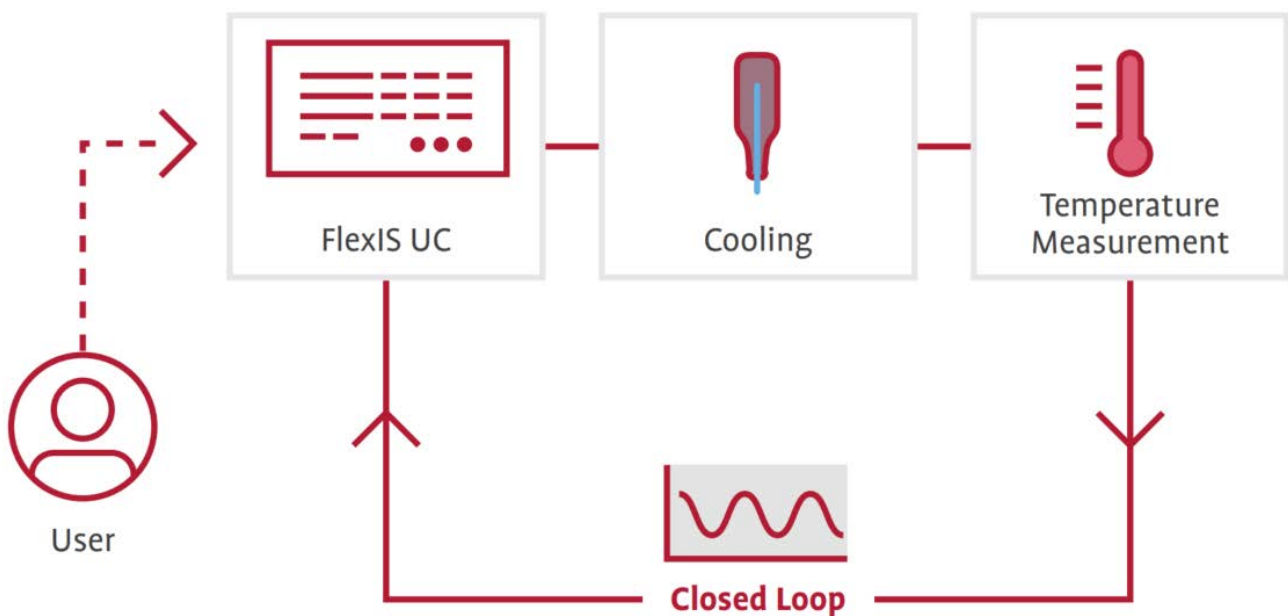 FlexIS UC
Cooling
Temperature
Measurement
User
Closed Loop